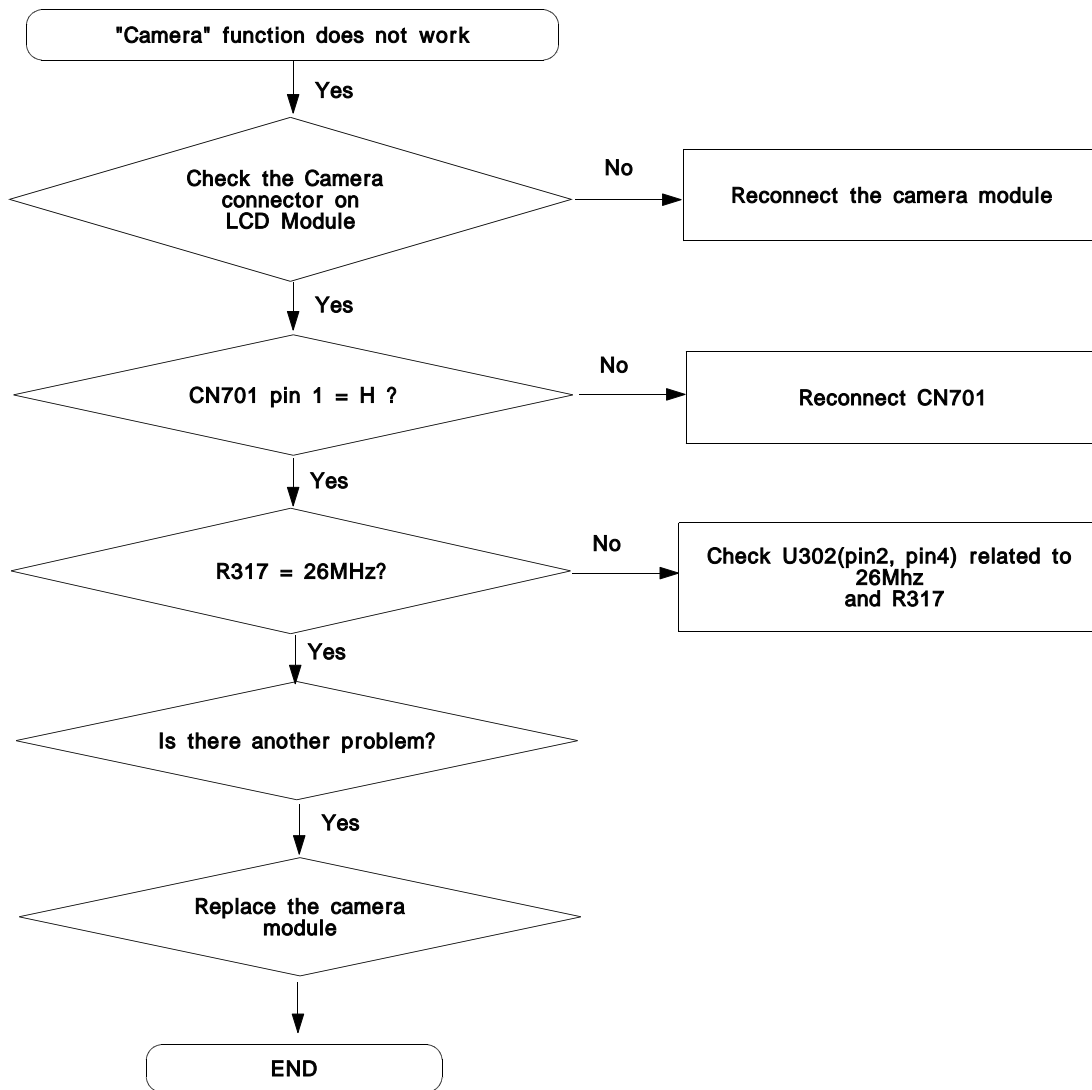 "Camera" function does not work
Yes
Check the Camera
connector on
LCD Module
No
Reconnect the camera module
Yes
CN701 pin 1 = H ?
No
Reconnect CN701
Yes
R317 = 26MHz?
No
Check U302(pin2, pin4) related to
26Mhz
and R317
Yes
Is there another problem?
Yes
Replace the camera
module
END